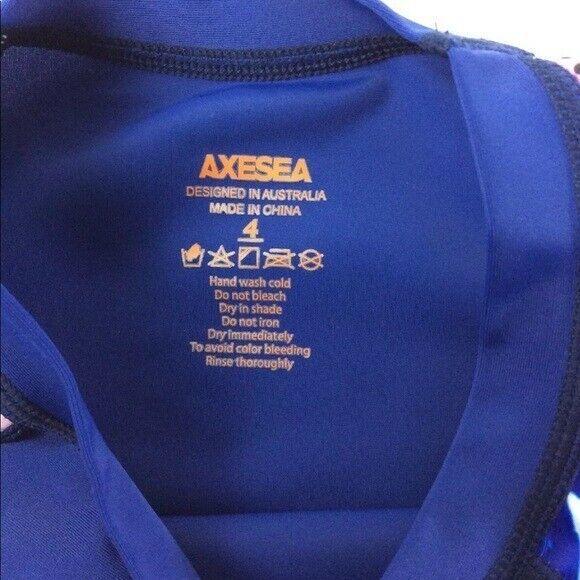 AXESEA
DESIGNED IN AUSTRALIA
MADE IN CHINA
4
Hand wash cold
Do not bleach
Dry in shade
Do not iron
Dry immediately
To avoid color bleeding
Rinse thoroughly